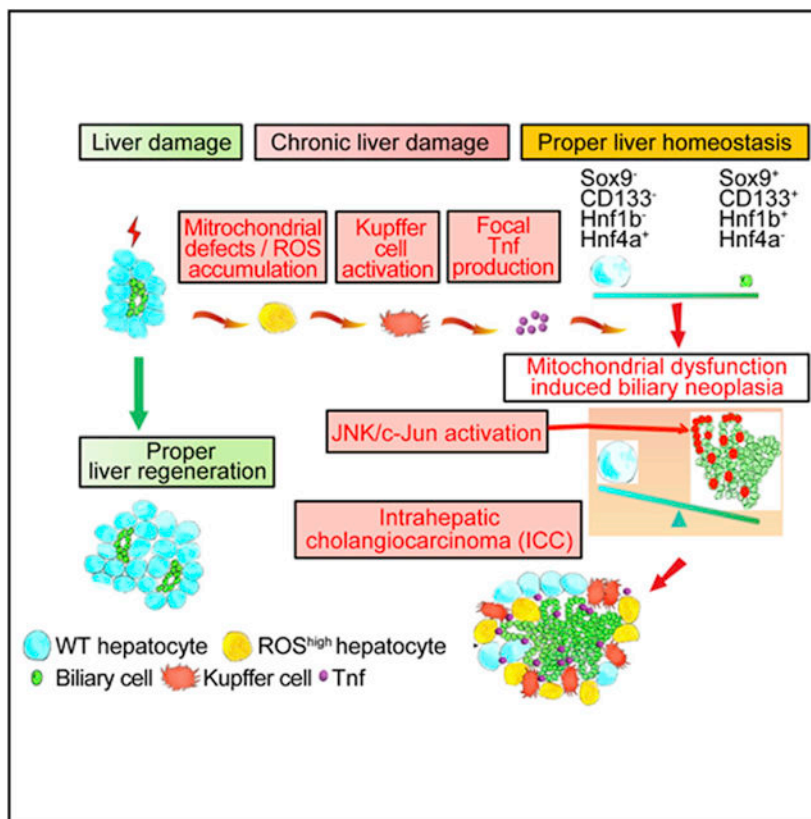 Liver damage
Chronic liver damage
Proper liver homeostasis
Sox9⁻
CD133⁻
Hnf1b⁻
Hnf4a⁺
Sox9⁺
CD133⁺
Hnf1b⁺
Hnf4a⁻
Mitrochondrial
defects / ROS
accumulation
Kupffer
cell
activation
Focal
Tnf
production
Mitochondrial dysfunction
induced biliary neoplasia
JNK/c-Jun activation
Proper
liver regeneration
Intrahepatic
cholangiocarcinoma (ICC)
WT hepatocyte
ROSʰⁱᵍʰ hepatocyte
Biliary cell
Kupffer cell
Tnf